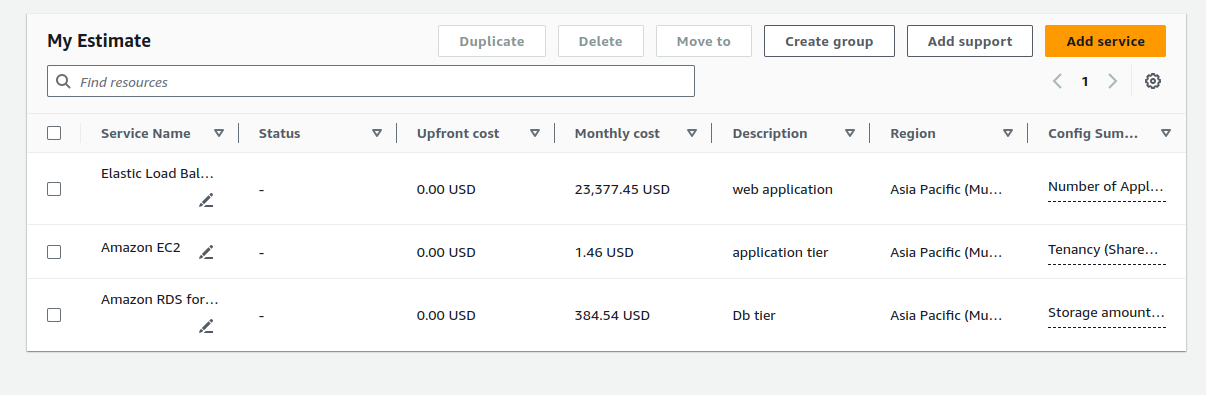 My Estimate
Duplicate
Delete
Move to
Create group
Add support
Add service
Find resources
1
Service Name
Status
Upfront cost
Monthly cost
Description
Region
Config Sum...
Elastic Load Bal...
-
0.00 USD
23,377.45 USD
web application
Asia Pacific (Mu...
Number of Appl...
Amazon EC2
-
0.00 USD
1.46 USD
application tier
Asia Pacific (Mu...
Tenancy (Share...
Amazon RDS for...
-
0.00 USD
384.54 USD
Db tier
Asia Pacific (Mu...
Storage amount...